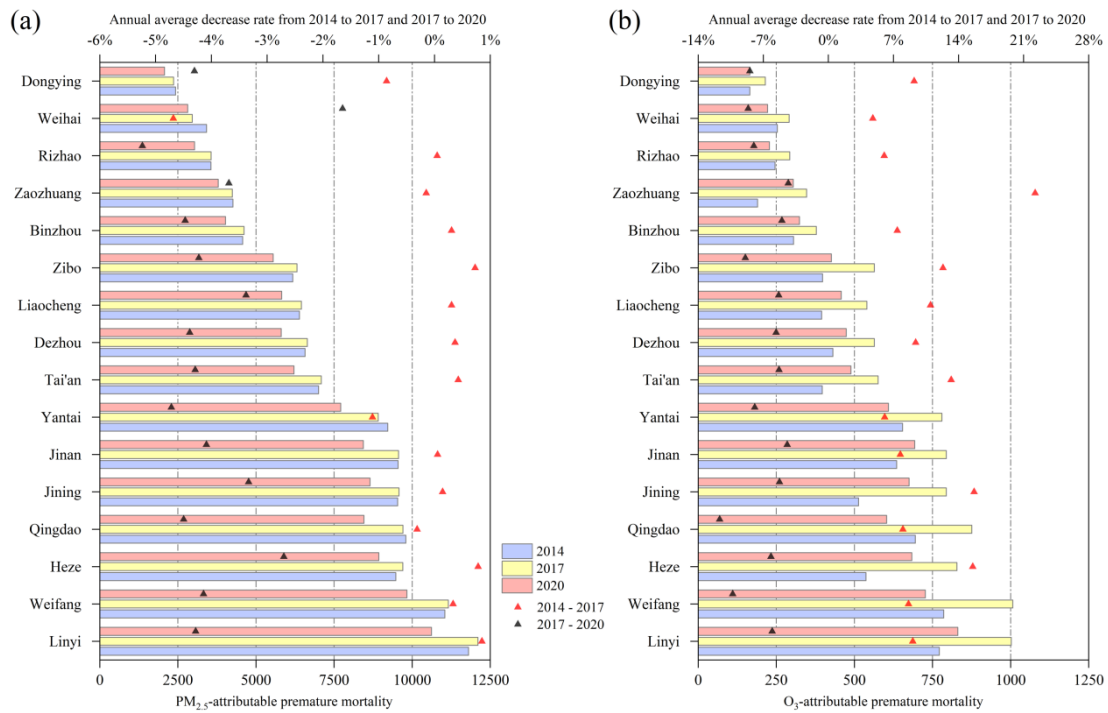 (a)
Annual average decrease rate from 2014 to 2017 and 2017 to 2020
-6% -5% -4% -3% -2% -1% 0% 1%
Dongying
Weihai
Rizhao
Zaozhuang
Binzhou
Zibo
Liaocheng
Dezhou
Tai'an
Yantai
Jinan
Jining
Qingdao
Heze
Weifang
Linyi
0 2500 5000 7500 10000 12500
PM2.5-attributable premature mortality
2014
2017
2020
2014 - 2017
2017 - 2020
(b)
Annual average decrease rate from 2014 to 2017 and 2017 to 2020
-14% -7% 0% 7% 14% 21% 28%
Dongying
Weihai
Rizhao
Zaozhuang
Binzhou
Zibo
Liaocheng
Dezhou
Tai'an
Yantai
Jinan
Jining
Qingdao
Heze
Weifang
Linyi
0 250 500 750 1000 1250
O3-attributable premature mortality